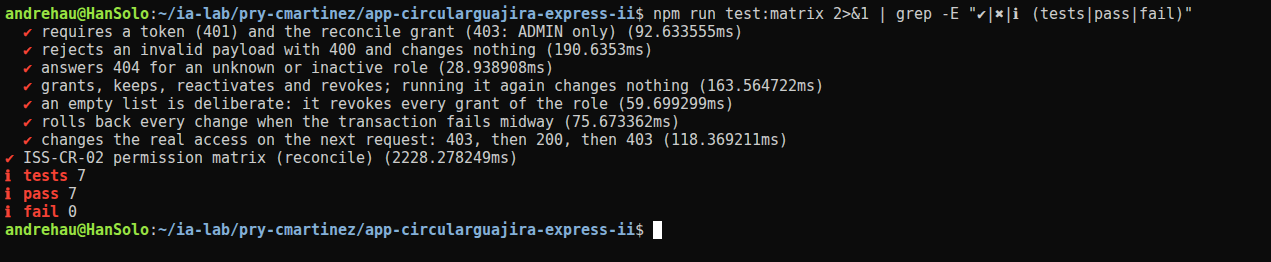 andrehau@HanSolo:~/ia-lab/pry-cmartinez/app-circularguajira-express-ii$ npm run test:matrix 2>&1 | grep -E "✔|✖|ℹ (tests|pass|fail)"
✔ requires a token (401) and the reconcile grant (403: ADMIN only) (92.633555ms)
✔ rejects an invalid payload with 400 and changes nothing (190.6353ms)
✔ answers 404 for an unknown or inactive role (28.938908ms)
✔ grants, keeps, reactivates and revokes; running it again changes nothing (163.564722ms)
✔ an empty list is deliberate: it revokes every grant of the role (59.699299ms)
✔ rolls back every change when the transaction fails midway (75.673362ms)
✔ changes the real access on the next request: 403, then 200, then 403 (118.369211ms)
✔ ISS-CR-02 permission matrix (reconcile) (2228.278249ms)
ℹ tests 7
ℹ pass 7
ℹ fail 0
andrehau@HanSolo:~/ia-lab/pry-cmartinez/app-circularguajira-express-ii$